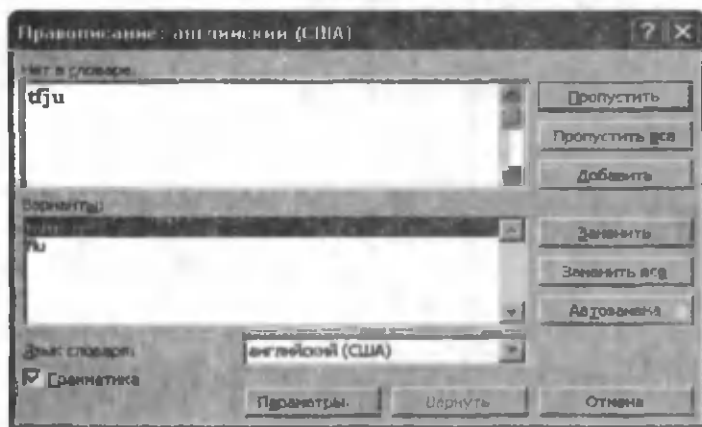 Правописание: английский (США)
Нет в словаре:
tfju
Пропустить
Пропустить все
Добавить
Варианты:
flu
Заменить
Заменить все
Автозамена
Язык словаря:
английский (США)
Грамматика
Параметры...
Вернуть
Отмена